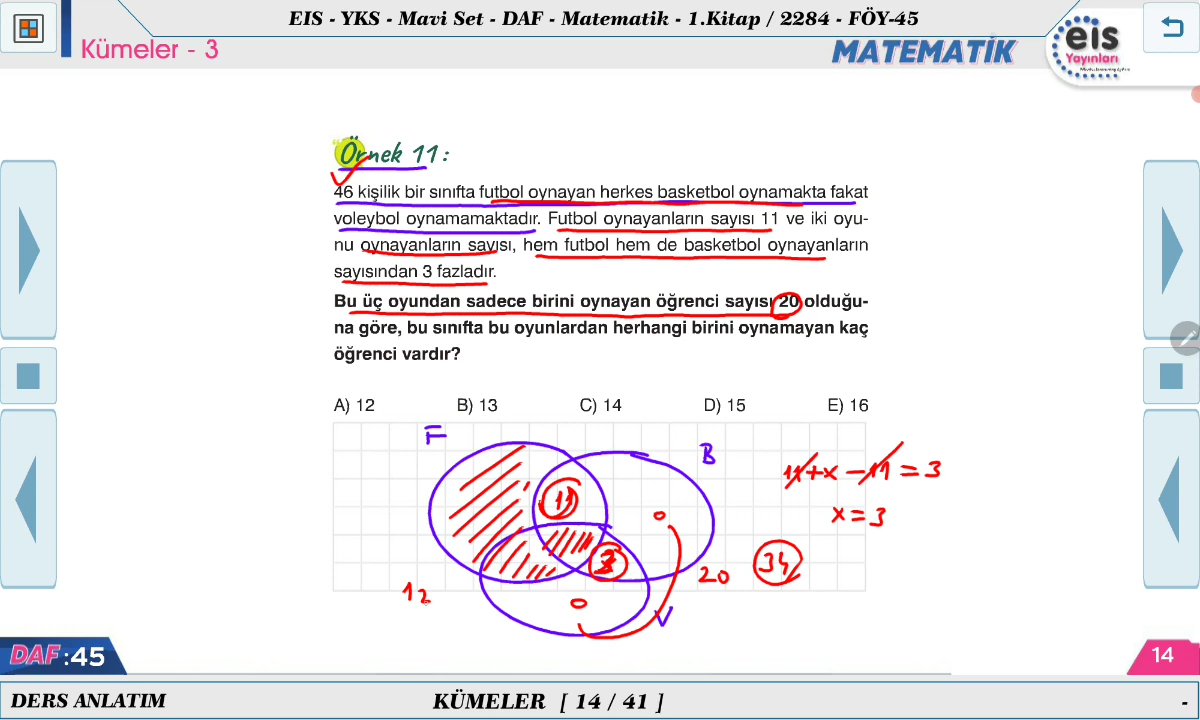 EIS - YKS - Mavi Set - DAF - Matematik - 1.Kitap / 2284 - FÖY-45
Kümeler - 3
MATEMATİK
eis
Yayınları
Örnek 11:
46 kişilik bir sınıfta futbol oynayan herkes basketbol oynamakta fakat
voleybol oynamamaktadır. Futbol oynayanların sayısı 11 ve iki oyu-
nu oynayanların sayısı, hem futbol hem de basketbol oynayanların
sayısından 3 fazladır.
Bu üç oyundan sadece birini oynayan öğrenci sayısı 20 olduğu-
na göre, bu sınıfta bu oyunlardan herhangi birini oynamayan kaç
öğrenci vardır?
A) 12 B) 13 C) 14 D) 15 E) 16
F
B
11+x-11=3
11
x=3
3
20
34
12
V
DAF:45
14
DERS ANLATIM
KÜMELER [ 14 / 41 ]
-